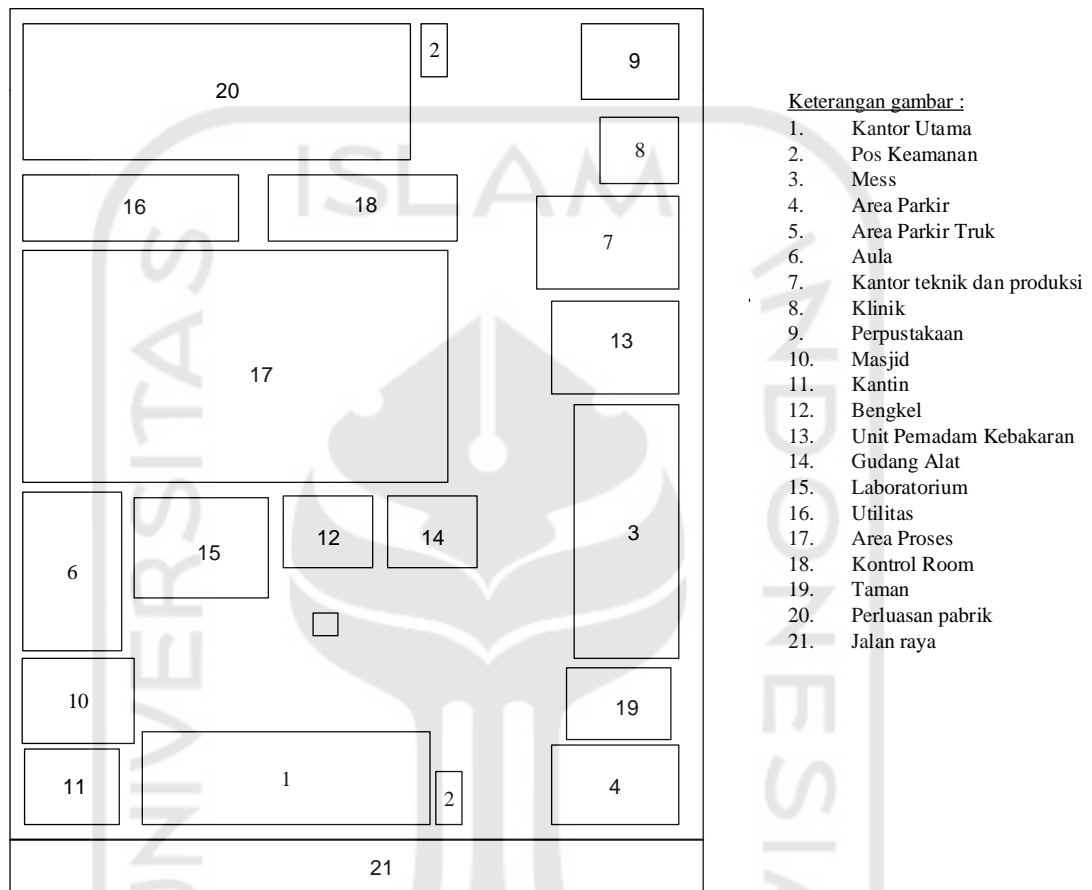 20
2
9
8
16
18
7
13
17
3
12
14
15
6
10
19
11
1
2
4
21
Keterangan gambar :
1. Kantor Utama
2. Pos Keamanan
3. Mess
4. Area Parkir
5. Area Parkir Truk
6. Aula
7. Kantor teknik dan produksi
8. Klinik
9. Perpustakaan
10. Masjid
11. Kantin
12. Bengkel
13. Unit Pemadam Kebakaran
14. Gudang Alat
15. Laboratorium
16. Utilitas
17. Area Proses
18. Kontrol Room
19. Taman
20. Perluasan pabrik
21. Jalan raya
ISLAM
UNIVERSITAS
INDONESIA